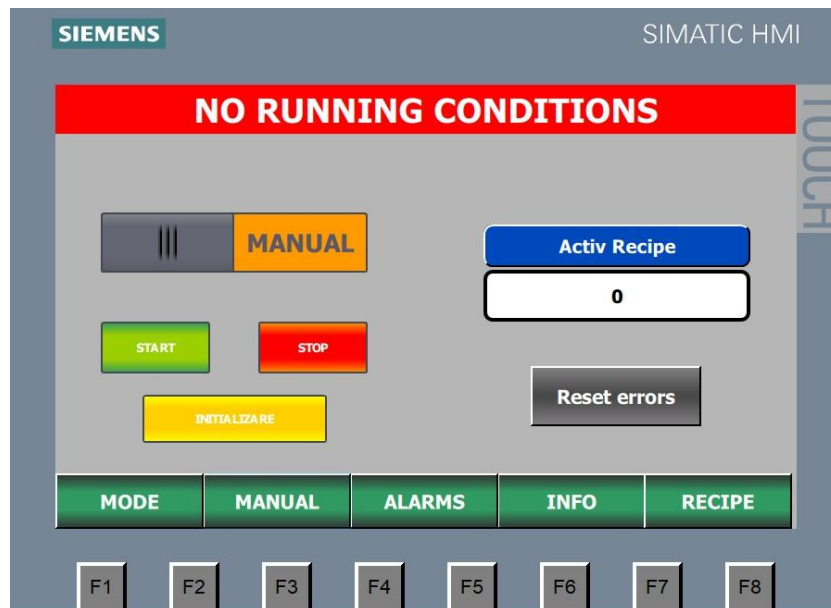 SIEMENS
SIMATIC HMI
TOUCH
NO RUNNING CONDITIONS
MANUAL
Activ Recipe
0
START
STOP
INITIALIZARE
Reset errors
MODE
MANUAL
ALARMS
INFO
RECIPE
F1
F2
F3
F4
F5
F6
F7
F8